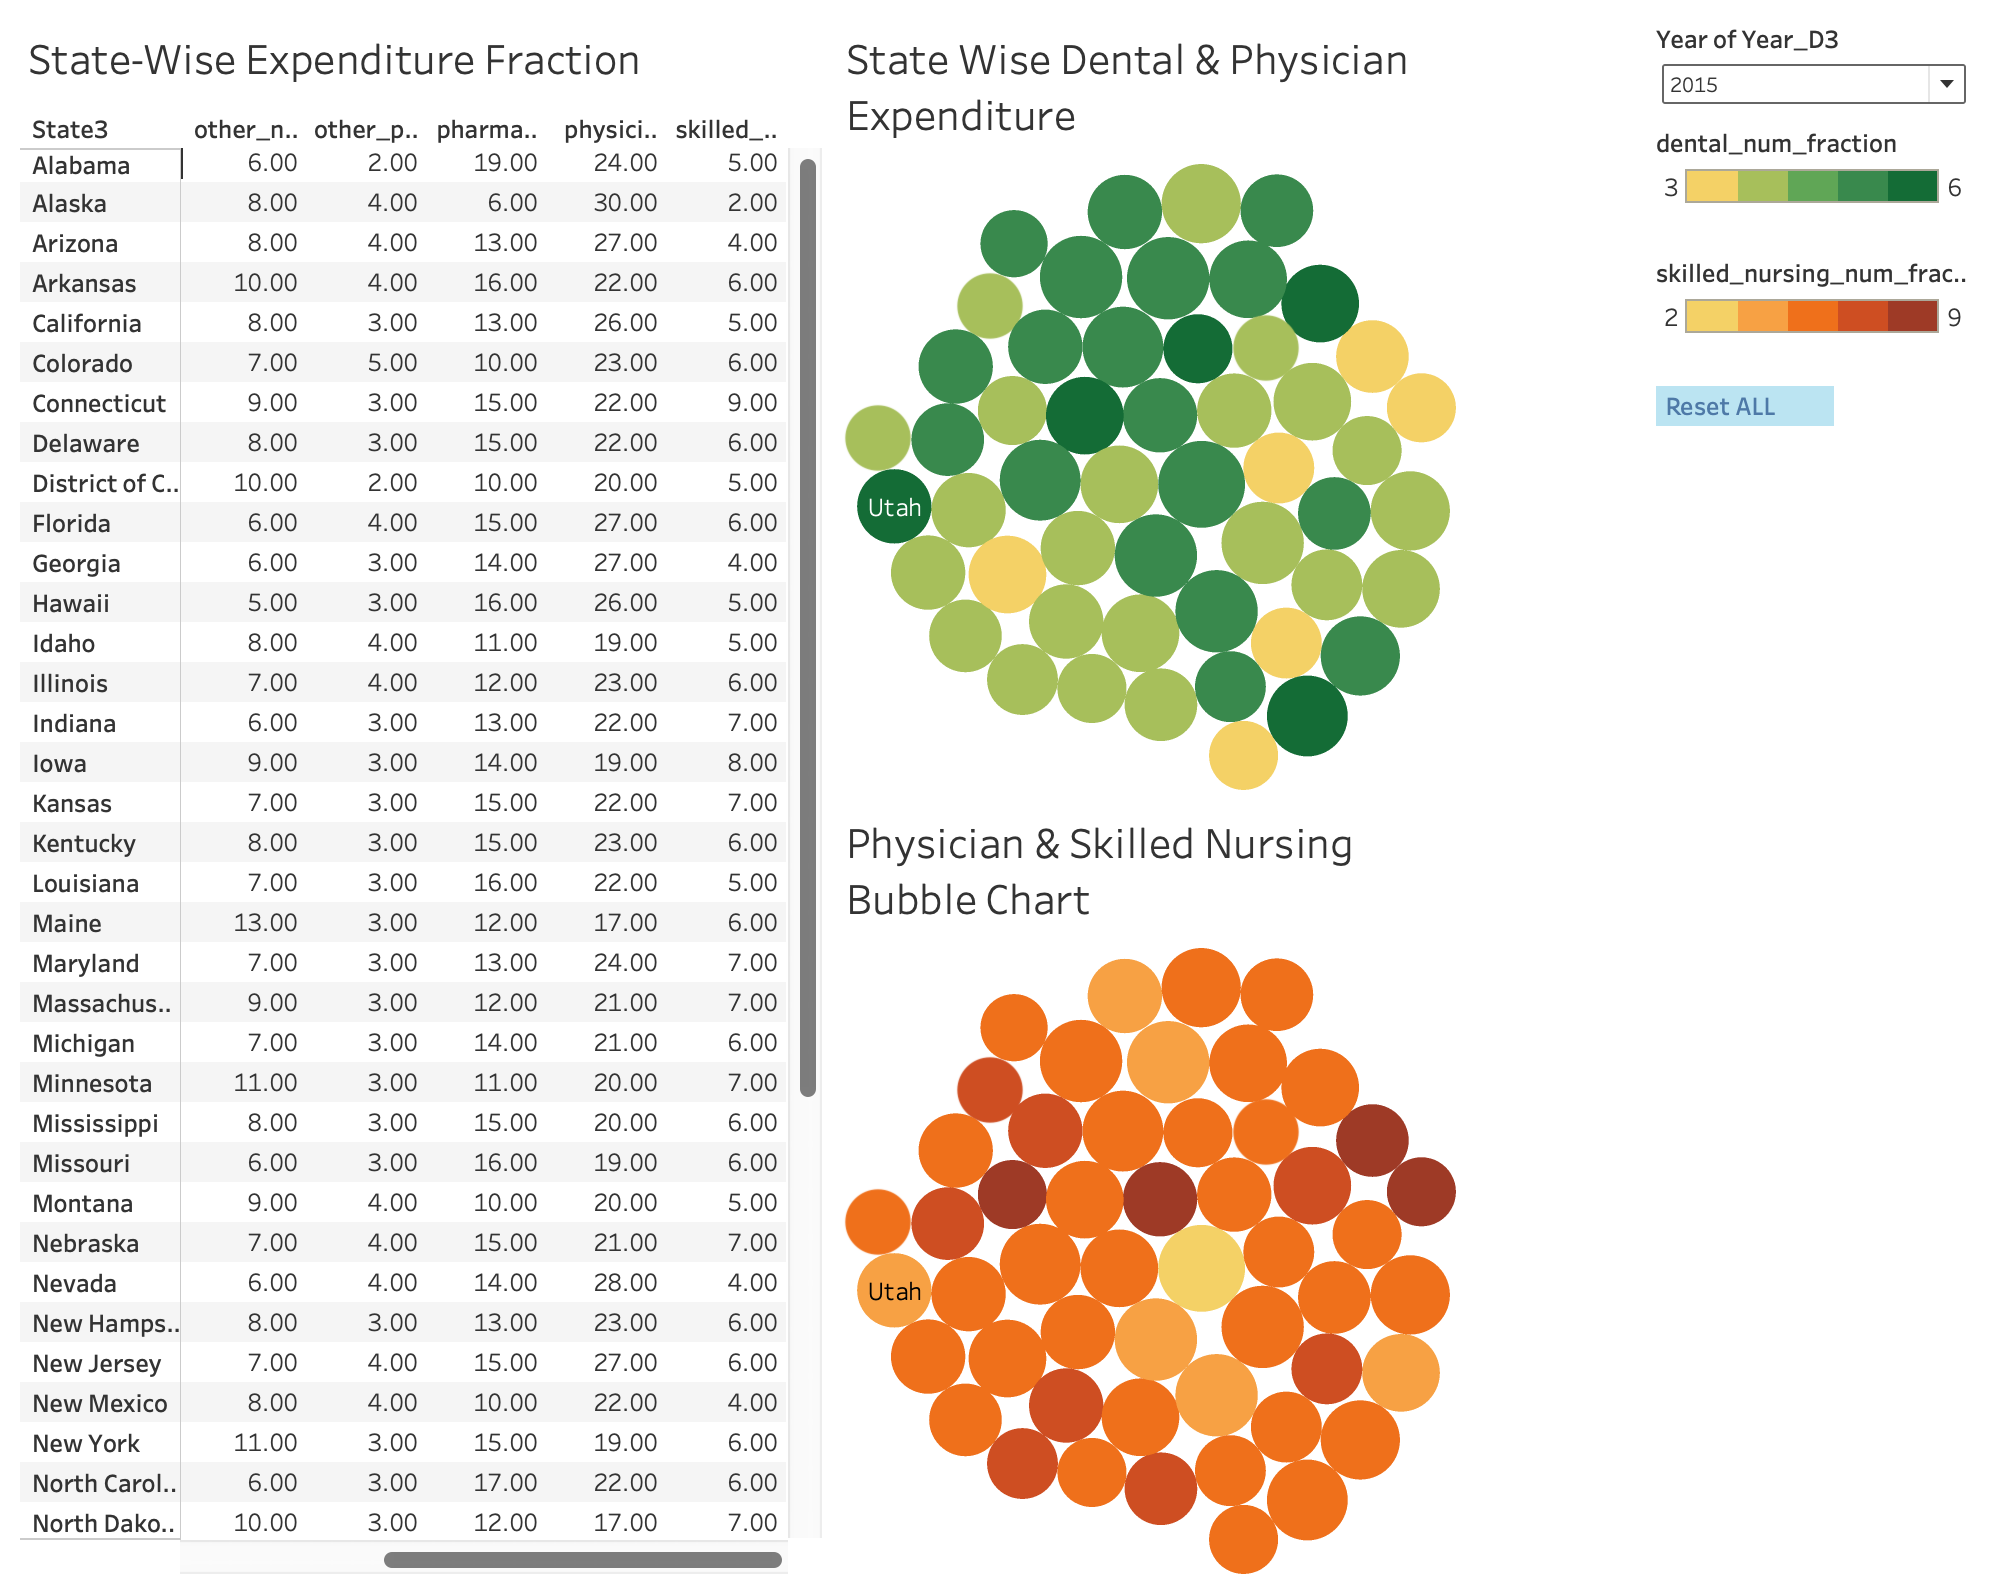 State-Wise Expenditure Fraction
State3 other_n.. other_p.. pharma.. physici.. skilled_..
Alabama 6.00 2.00 19.00 24.00 5.00
Alaska 8.00 4.00 6.00 30.00 2.00
Arizona 8.00 4.00 13.00 27.00 4.00
Arkansas 10.00 4.00 16.00 22.00 6.00
California 8.00 3.00 13.00 26.00 5.00
Colorado 7.00 5.00 10.00 23.00 6.00
Connecticut 9.00 3.00 15.00 22.00 9.00
Delaware 8.00 3.00 15.00 22.00 6.00
District of C.. 10.00 2.00 10.00 20.00 5.00
Florida 6.00 4.00 15.00 27.00 6.00
Georgia 6.00 3.00 14.00 27.00 4.00
Hawaii 5.00 3.00 16.00 26.00 5.00
Idaho 8.00 4.00 11.00 19.00 5.00
Illinois 7.00 4.00 12.00 23.00 6.00
Indiana 6.00 3.00 13.00 22.00 7.00
Iowa 9.00 3.00 14.00 19.00 8.00
Kansas 7.00 3.00 15.00 22.00 7.00
Kentucky 8.00 3.00 15.00 23.00 6.00
Louisiana 7.00 3.00 16.00 22.00 5.00
Maine 13.00 3.00 12.00 17.00 6.00
Maryland 7.00 3.00 13.00 24.00 7.00
Massachus.. 9.00 3.00 12.00 21.00 7.00
Michigan 7.00 3.00 14.00 21.00 6.00
Minnesota 11.00 3.00 11.00 20.00 7.00
Mississippi 8.00 3.00 15.00 20.00 6.00
Missouri 6.00 3.00 16.00 19.00 6.00
Montana 9.00 4.00 10.00 20.00 5.00
Nebraska 7.00 4.00 15.00 21.00 7.00
Nevada 6.00 4.00 14.00 28.00 4.00
New Hamps.. 8.00 3.00 13.00 23.00 6.00
New Jersey 7.00 4.00 15.00 27.00 6.00
New Mexico 8.00 4.00 10.00 22.00 4.00
New York 11.00 3.00 15.00 19.00 6.00
North Carol.. 6.00 3.00 17.00 22.00 6.00
North Dako.. 10.00 3.00 12.00 17.00 7.00
State Wise Dental & Physician
Expenditure
Utah
Physician & Skilled Nursing
Bubble Chart
Utah
Year of Year_D3
2015
dental_num_fraction
3 6
skilled_nursing_num_frac..
2 9
Reset ALL